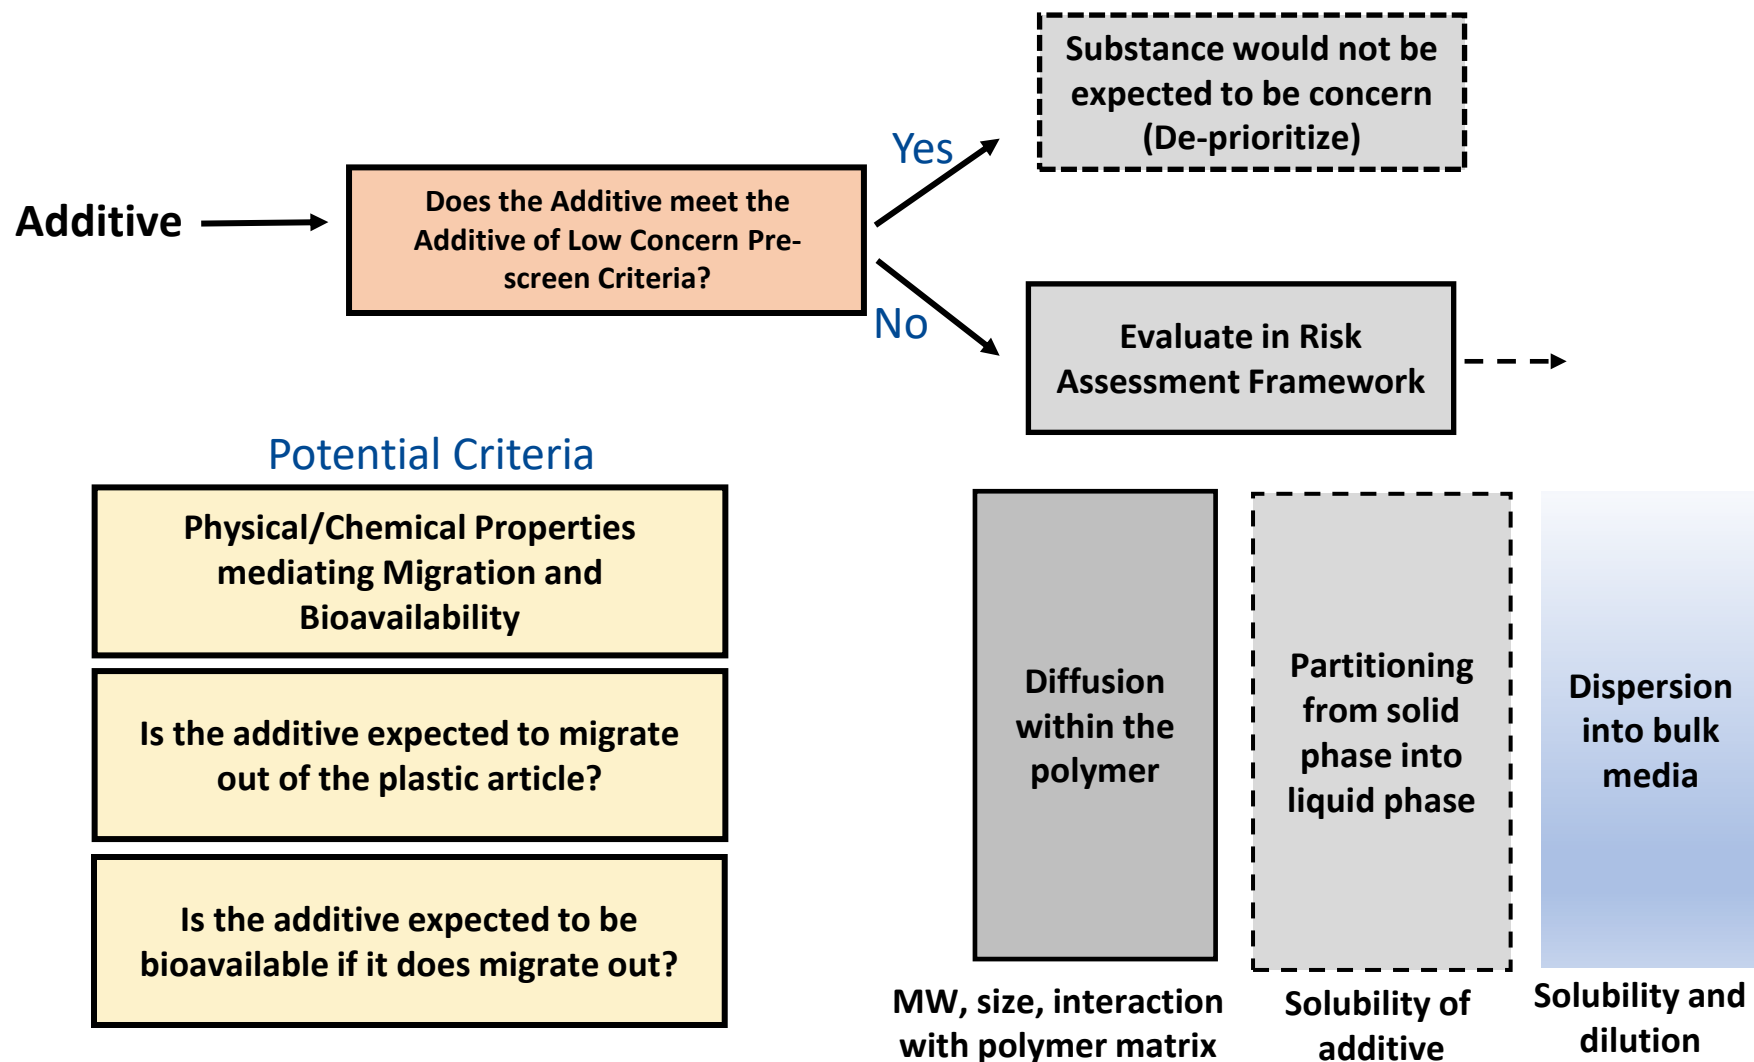 Substance would not be
expected to be concern
(De-prioritize)
Yes
Additive
Does the Additive meet the
Additive of Low Concern Pre-
screen Criteria?
No
Evaluate in Risk
Assessment Framework
Potential Criteria
Physical/Chemical Properties
mediating Migration and
Bioavailability
Is the additive expected to migrate
out of the plastic article?
Is the additive expected to be
bioavailable if it does migrate out?
Diffusion
within the
polymer
MW, size, interaction
with polymer matrix
Partitioning
from solid
phase into
liquid phase
Solubility of
additive
Dispersion
into bulk
media
Solubility and
dilution